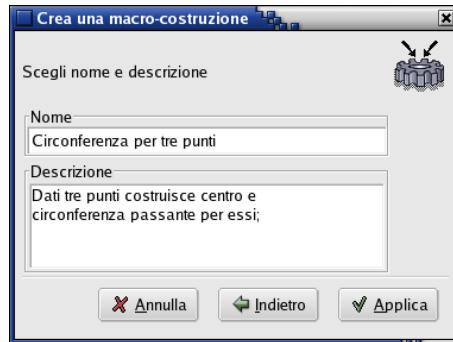 Crea una macro-costruzione
Scegli nome e descrizione
Nome
Circonferenza per tre punti
Descrizione
Dati tre punti costruisce centro e
circonferenza passante per essi;
Annulla
Indietro
Applica